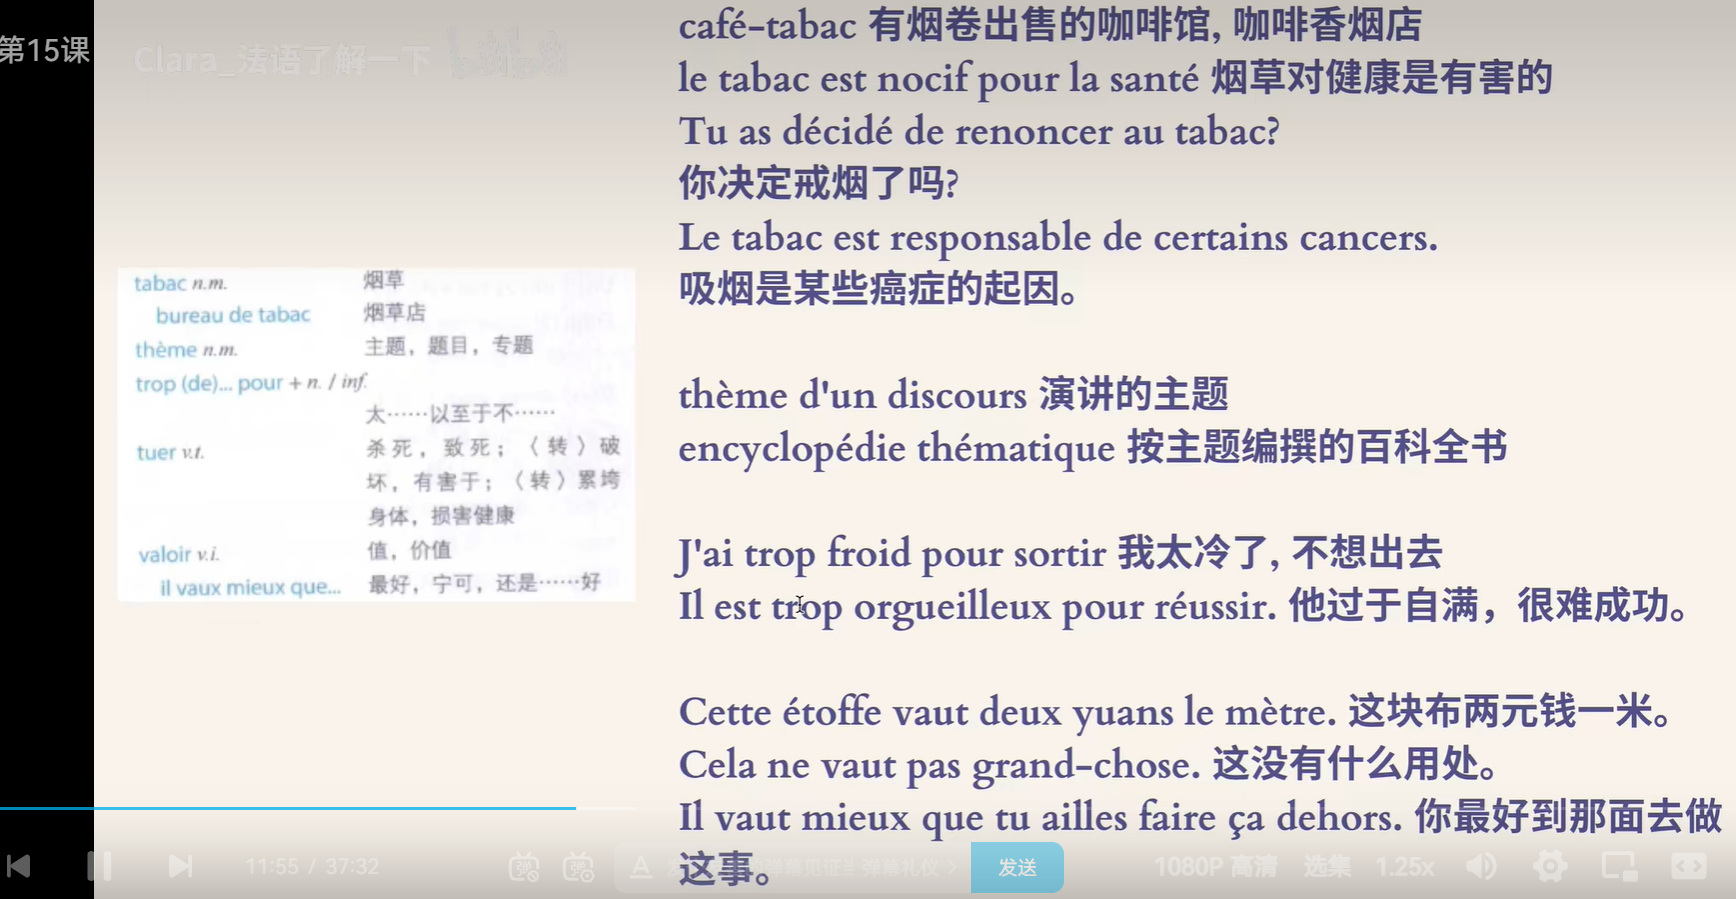 第15课
Clara_法语了解一下
café-tabac 有烟卷出售的咖啡馆, 咖啡香烟店
le tabac est nocif pour la santé 烟草对健康是有害的
Tu as décidé de renoncer au tabac?
你决定戒烟了吗?
Le tabac est responsable de certains cancers.
吸烟是某些癌症的起因。
thème d'un discours 演讲的主题
encyclopédie thématique 按主题编撰的百科全书
J'ai trop froid pour sortir 我太冷了, 不想出去
Il est trop orgueilleux pour réussir. 他过于自满，很难成功。
Cette étoffe vaut deux yuans le mètre. 这块布两元钱一米。
Cela ne vaut pas grand-chose. 这没有什么用处。
Il vaut mieux que tu ailles faire ça dehors. 你最好到那面去做
这事。
tabac n.m. 烟草
bureau de tabac 烟草店
thème n.m. 主题，题目，专题
trop (de)... pour + n. / inf.
太……以至于不……
tuer v.t. 杀死，致死；〈转〉破
坏，有害于；〈转〉累垮
身体，损害健康
valoir v.i. 值，价值
il vaux mieux que... 最好，宁可，还是……好
11:55 / 37:32
弹幕礼仪 >
发送
1080P 高清
选集
1.25x